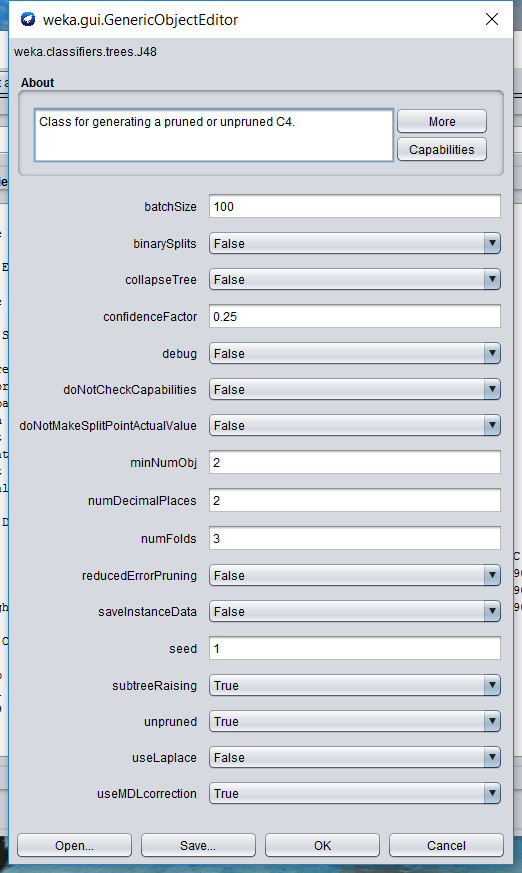 weka.gui.GenericObjectEditor
weka.classifiers.trees.J48
About
Class for generating a pruned or unpruned C4.
More
Capabilities
batchSize 100
binarySplits False
collapseTree False
confidenceFactor 0.25
debug False
doNotCheckCapabilities False
doNotMakeSplitPointActualValue False
minNumObj 2
numDecimalPlaces 2
numFolds 3
reducedErrorPruning False
saveInstanceData False
seed 1
subtreeRaising True
unpruned True
useLaplace False
useMDLcorrection True
Open... Save... OK Cancel